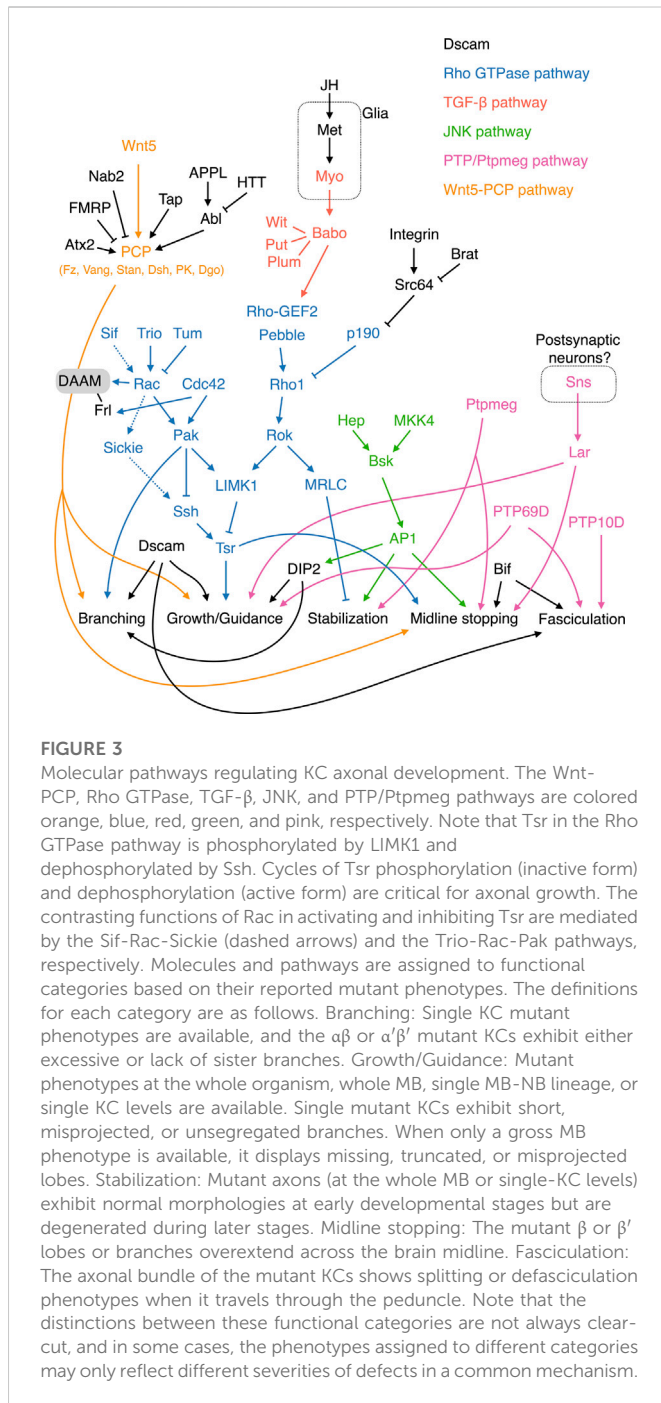 Dscam
Rho GTPase pathway
TGF-β pathway
JNK pathway
PTP/Ptpmeg pathway
Wnt5-PCP pathway
JH
Glia
Met
Myo
Wnt5
Nab2
APPL
HTT
FMRP
Tap
Abl
Atx2
PCP
(Fz, Vang, Stan, Dsh, PK, Dgo)
Wit
Put
Plum
Babo
Integrin
Brat
Src64
Rho-GEF2
Pebble
p190
Sif
Trio
Tum
Postsynaptic
neurons?
Sns
DAAM
Rac
Cdc42
Rho1
Frl
Ptpmeg
Hep
MKK4
Sickie
Pak
Rok
Bsk
Lar
LIMK1
MRLC
Ssh
PTP69D
PTP10D
Dscam
Tsr
AP1
DIP2
Bif
Branching
Growth/Guidance
Stabilization
Midline stopping
Fasciculation
FIGURE 3
Molecular pathways regulating KC axonal development. The Wnt-
PCP, Rho GTPase, TGF-β, JNK, and PTP/Ptpmeg pathways are colored
orange, blue, red, green, and pink, respectively. Note that Tsr in the Rho
GTPase pathway is phosphorylated by LIMK1 and
dephosphorylated by Ssh. Cycles of Tsr phosphorylation (inactive form)
and dephosphorylation (active form) are critical for axonal growth. The
contrasting functions of Rac in activating and inhibiting Tsr are mediated
by the Sif-Rac-Sickie (dashed arrows) and the Trio-Rac-Pak pathways,
respectively. Molecules and pathways are assigned to functional
categories based on their reported mutant phenotypes. The definitions
for each category are as follows. Branching: Single KC mutant
phenotypes are available, and the αβ or α′β′ mutant KCs exhibit either
excessive or lack of sister branches. Growth/Guidance: Mutant
phenotypes at the whole organism, whole MB, single MB-NB lineage, or
single KC levels are available. Single mutant KCs exhibit short,
misprojected, or unsegregated branches. When only a gross MB
phenotype is available, it displays missing, truncated, or misprojected
lobes. Stabilization: Mutant axons (at the whole MB or single-KC levels)
exhibit normal morphologies at early developmental stages but are
degenerated during later stages. Midline stopping: The mutant β or β′
lobes or branches overextend across the brain midline. Fasciculation:
The axonal bundle of the mutant KCs shows splitting or defasciculation
phenotypes when it travels through the peduncle. Note that the
distinctions between these functional categories are not always clear-
cut, and in some cases, the phenotypes assigned to different categories
may only reflect different severities of defects in a common mechanism.